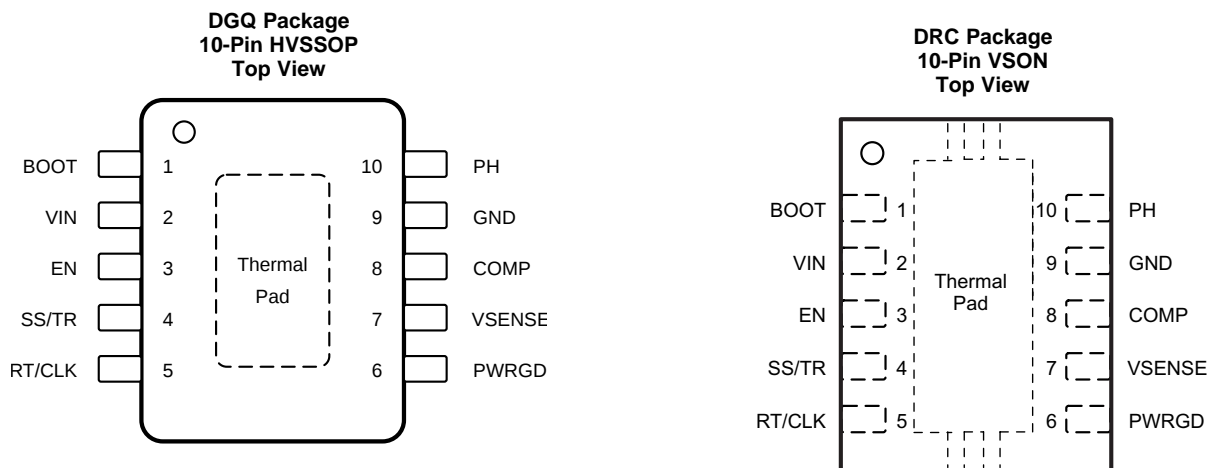 DGQ Package
10-Pin HVSSOP
Top View
BOOT 1 10 PH
VIN 2 9 GND
EN 3 8 COMP
SS/TR 4 7 VSENSE
RT/CLK 5 6 PWRGD
Thermal
Pad
DRC Package
10-Pin VSON
Top View
BOOT 1 10 PH
VIN 2 9 GND
EN 3 8 COMP
SS/TR 4 7 VSENSE
RT/CLK 5 6 PWRGD
Thermal
Pad